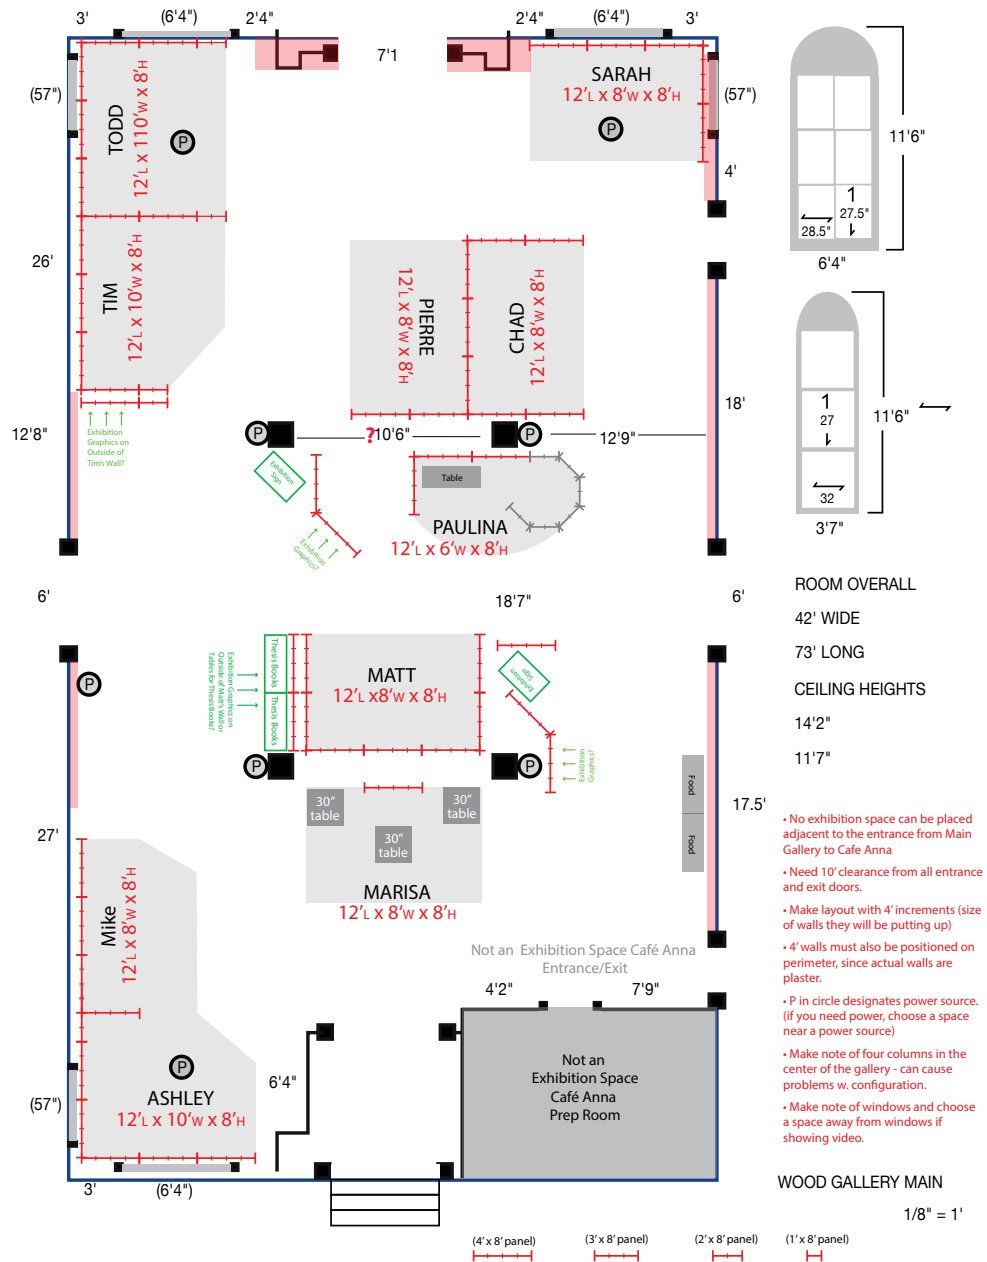 3'
(6'4")
2'4"
2'4"
(6'4")
3'
7'1
(57")
TODD
12'L x 110'W x 8'H
P
SARAH
12'L x 8'W x 8'H
P
(57")
4'
11'6"
1
27.5"
28.5"
6'4"
26'
TIM
12'L x 10'W x 8'H
PIERRE
12'L x 8'W x 8'H
CHAD
12'L x 8'W x 8'H
18'
1
27
11'6"
32
3'7"
12'8"
Exhibition
Graphics on
Outside of
Tim's Wall?
P
?10'6"
P
12'9"
Exhibition
Sign
Exhibition
Graphics?
Table
PAULINA
12'L x 6'W x 8'H
6'
18'7"
6'
ROOM OVERALL
42' WIDE
73' LONG
CEILING HEIGHTS
14'2"
11'7"
P
Exhibition Graphics on
Outside of Matt's Wall or
Tables for Thesis Books?
Thesis Books
Thesis Books
MATT
12'L x8'W x 8'H
Exhibition
Sign
Exhibition
Graphics?
P
P
30"
table
30"
table
30"
table
MARISA
12'L x 8'W x 8'H
Food
Food
17.5'
27'
Mike
12'L x 8'W x 8'H
Not an Exhibition Space Café Anna
Entrance/Exit
4'2"
7'9"
Not an
Exhibition Space
Café Anna
Prep Room
P
ASHLEY
12'L x 10'W x 8'H
6'4"
(57")
3'
(6'4")
• No exhibition space can be placed
adjacent to the entrance from Main
Gallery to Cafe Anna
• Need 10' clearance from all entrance
and exit doors.
• Make layout with 4' increments (size
of walls they will be putting up)
• 4' walls must also be positioned on
perimeter, since actual walls are
plaster.
• P in circle designates power source.
(if you need power, choose a space
near a power source)
• Make note of four columns in the
center of the gallery - can cause
problems w. configuration.
• Make note of windows and choose
a space away from windows if
showing video.
WOOD GALLERY MAIN
1/8" = 1'
(4' x 8' panel)
(3' x 8' panel)
(2' x 8' panel)
(1' x 8' panel)